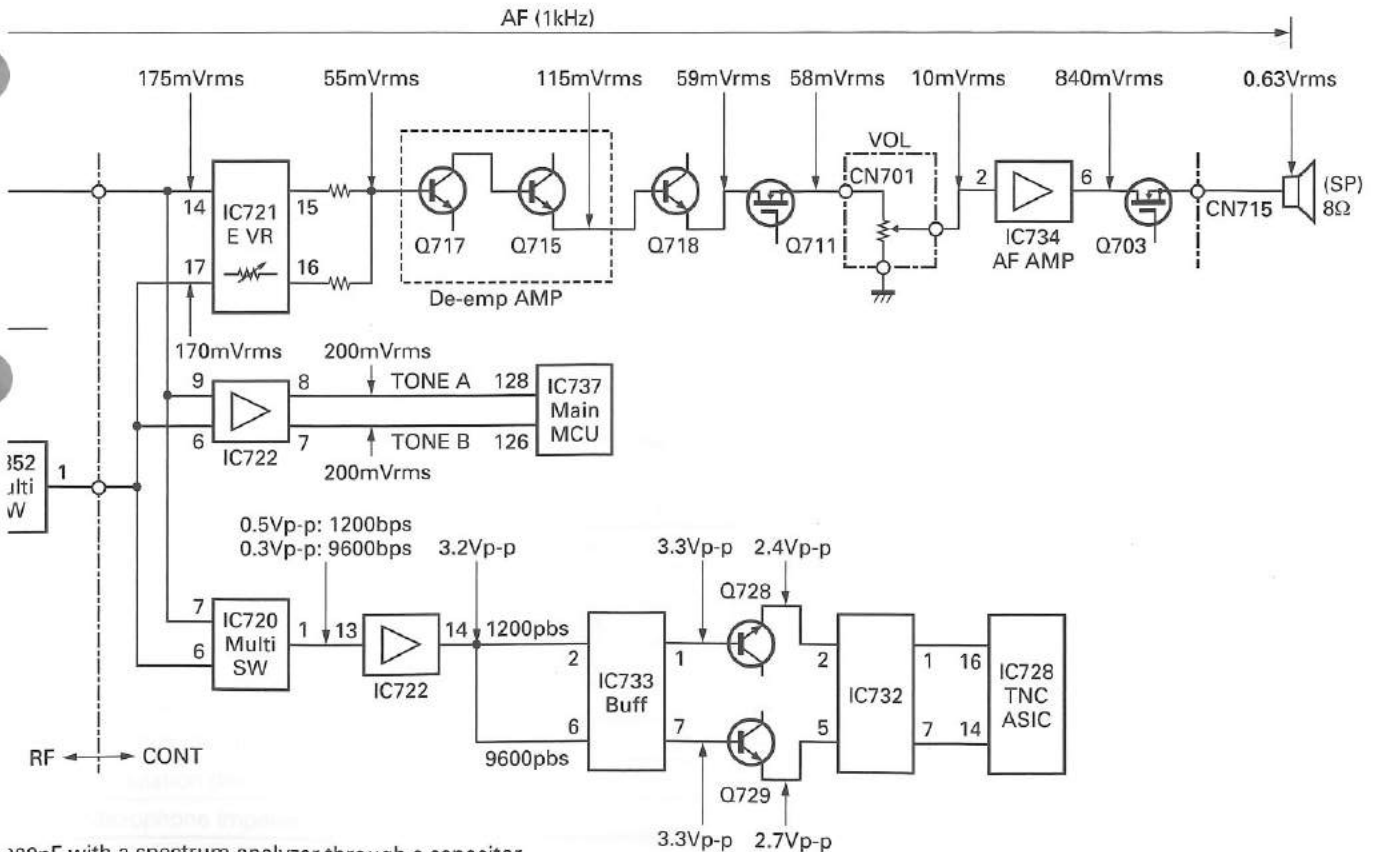 AF (1kHz)
175mVrms
55mVrms
115mVrms
59mVrms
58mVrms
10mVrms
840mVrms
0.63Vrms
VOL
CN701
14
IC721
E VR
15
17
16
Q717
Q715
De-emp AMP
Q718
Q711
2
6
IC734
AF AMP
Q703
CN715
(SP)
8Ω
170mVrms
200mVrms
9
8
TONE A
128
IC737
Main
MCU
6
7
TONE B
126
IC722
200mVrms
1
W
0.5Vp-p: 1200bps
0.3Vp-p: 9600bps
3.2Vp-p
3.3Vp-p
2.4Vp-p
Q728
7
IC720
Multi
SW
6
1
13
14
IC722
1200pbs
2
IC733
Buff
1
6
7
9600pbs
2
IC732
5
1
16
IC728
TNC
ASIC
7
14
Q729
RF
CONT
3.3Vp-p
2.7Vp-p
with a spectrum analyzer through a capacitor